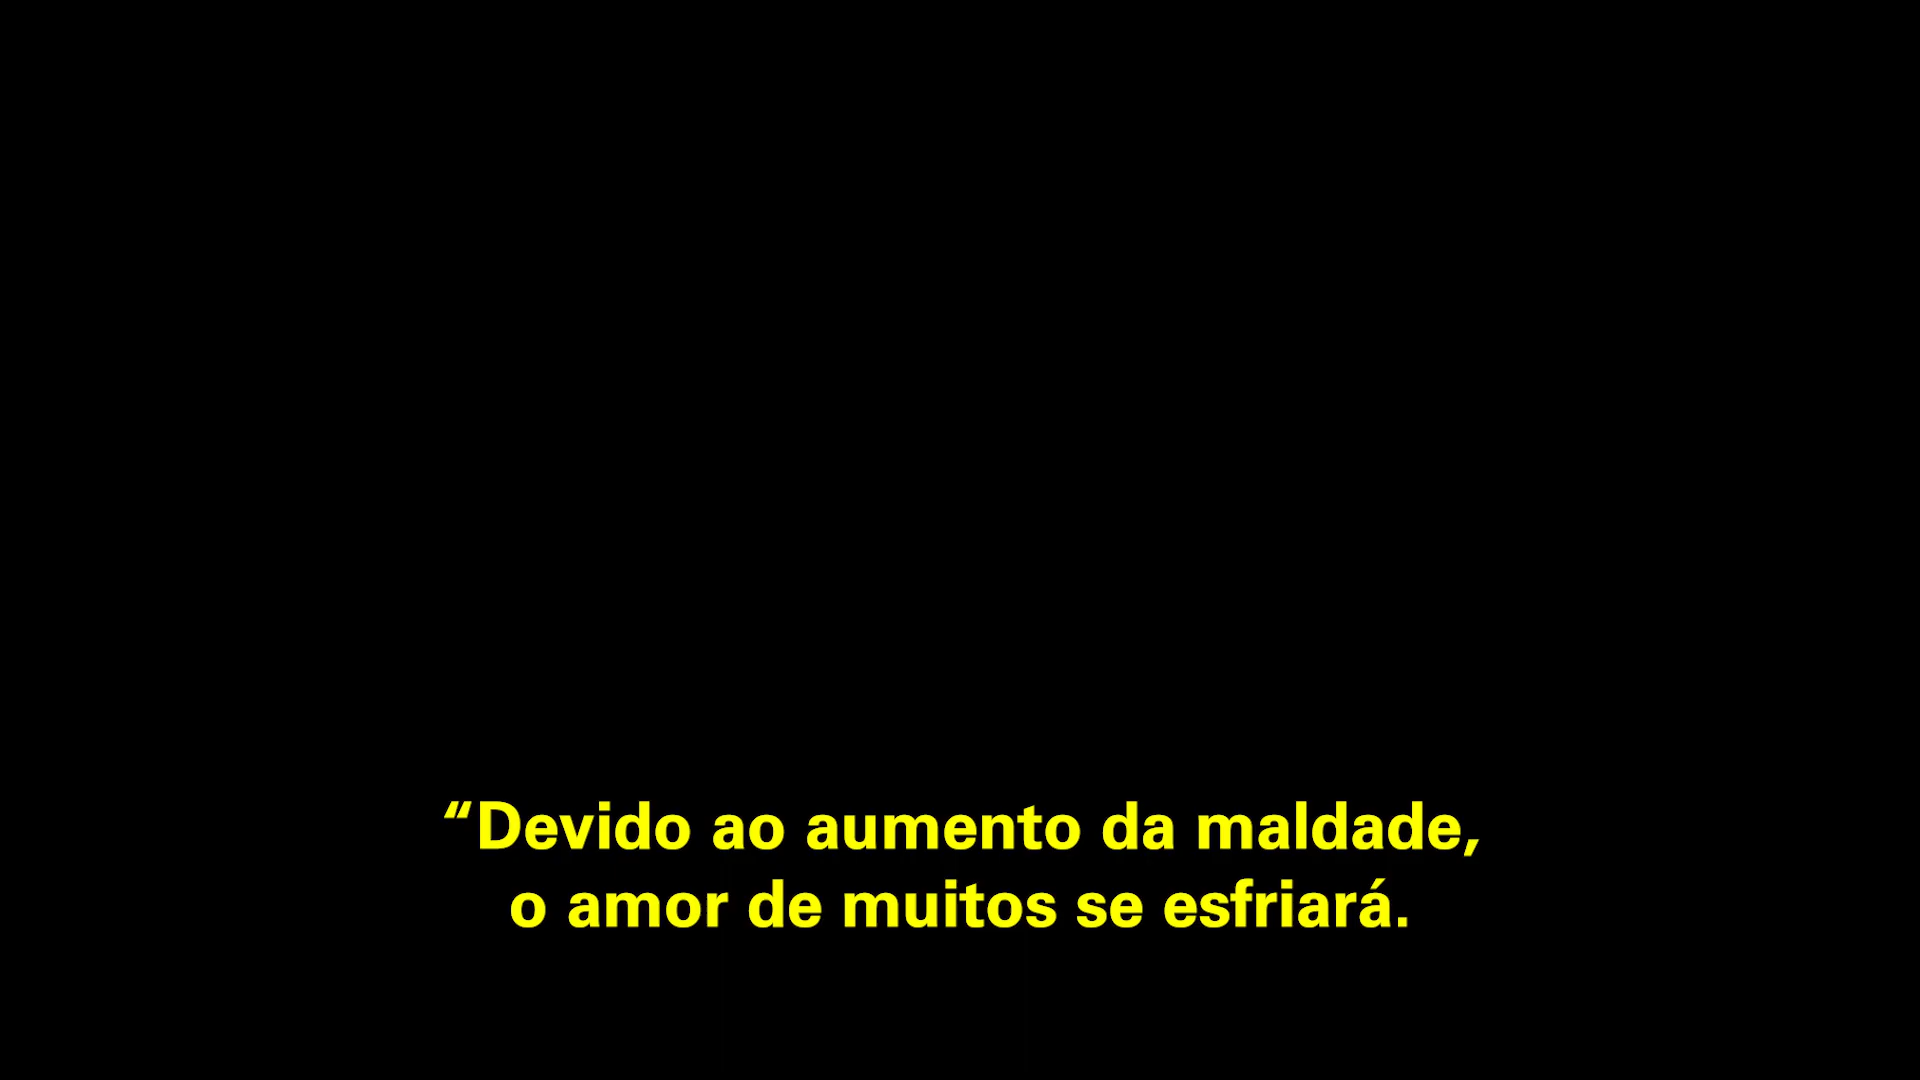 “Devido ao aumento da maldade,
o amor de muitos se esfriará.